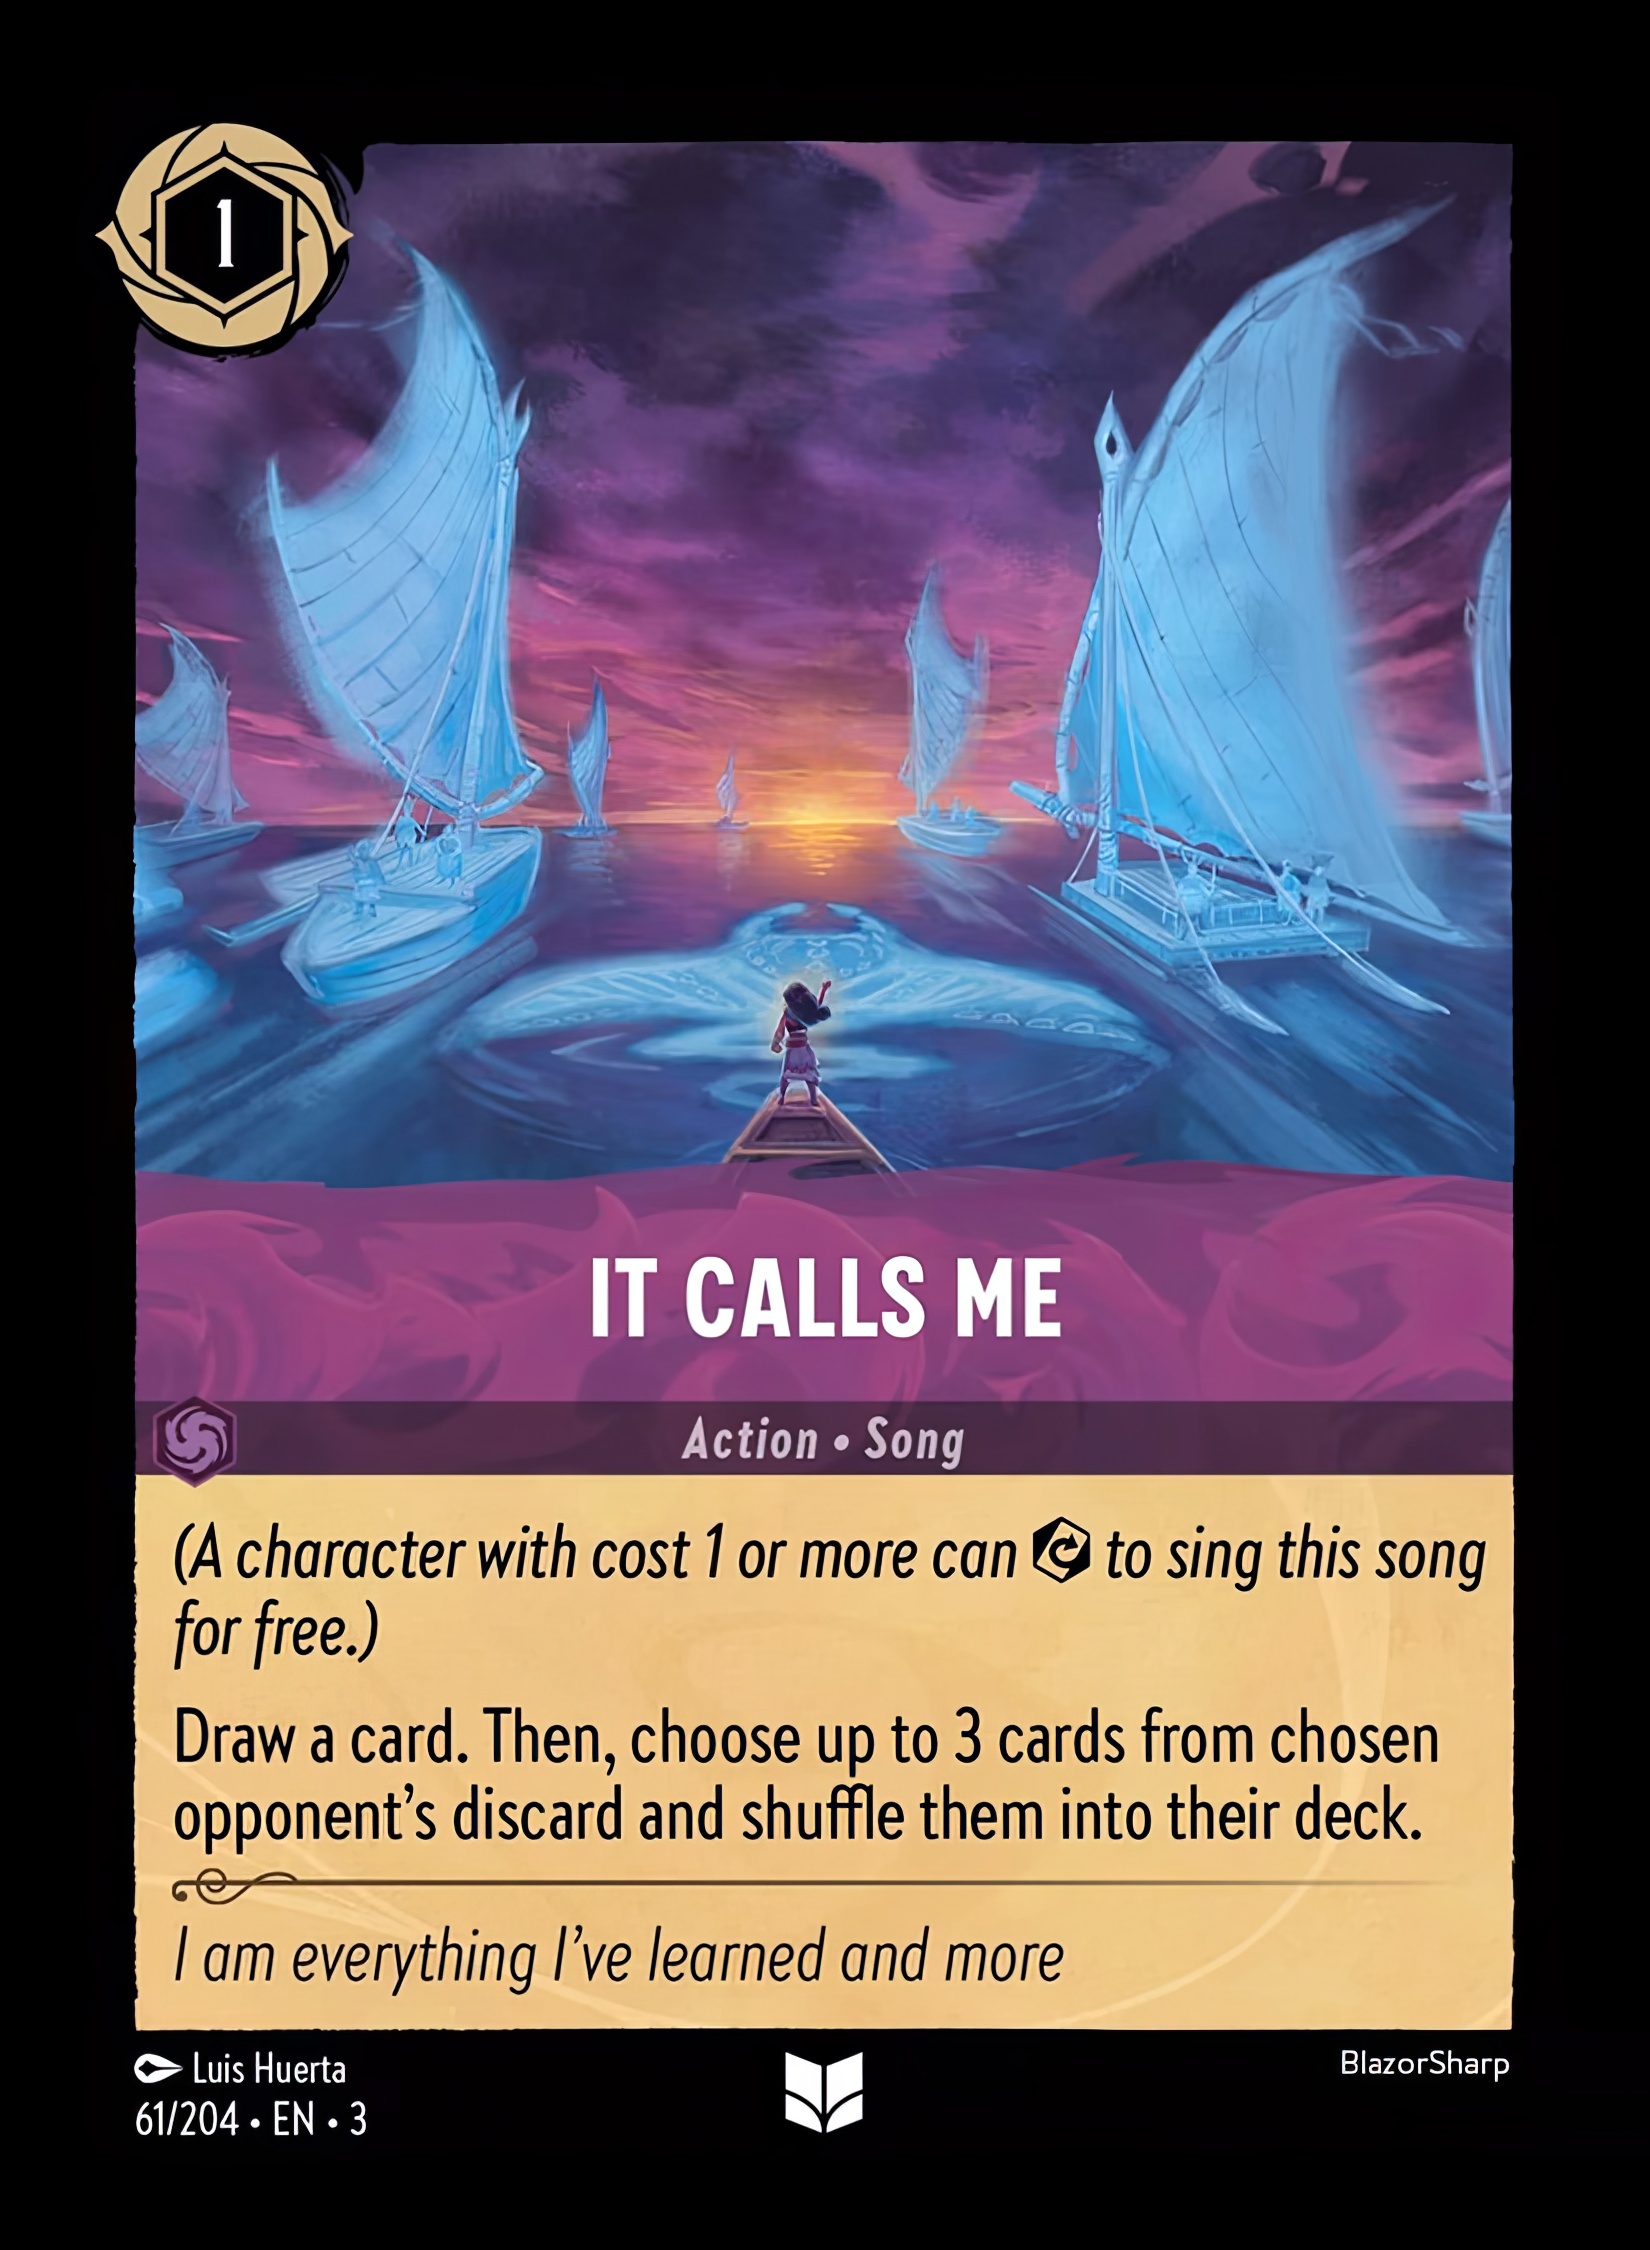 1
IT CALLS ME
Action • Song
(A character with cost 1 or more can to sing this song
for free.)
Draw a card. Then, choose up to 3 cards from chosen
opponent's discard and shuffle them into their deck.
I am everything I've learned and more
Luis Huerta
BlazorSharp
61/204 • EN • 3